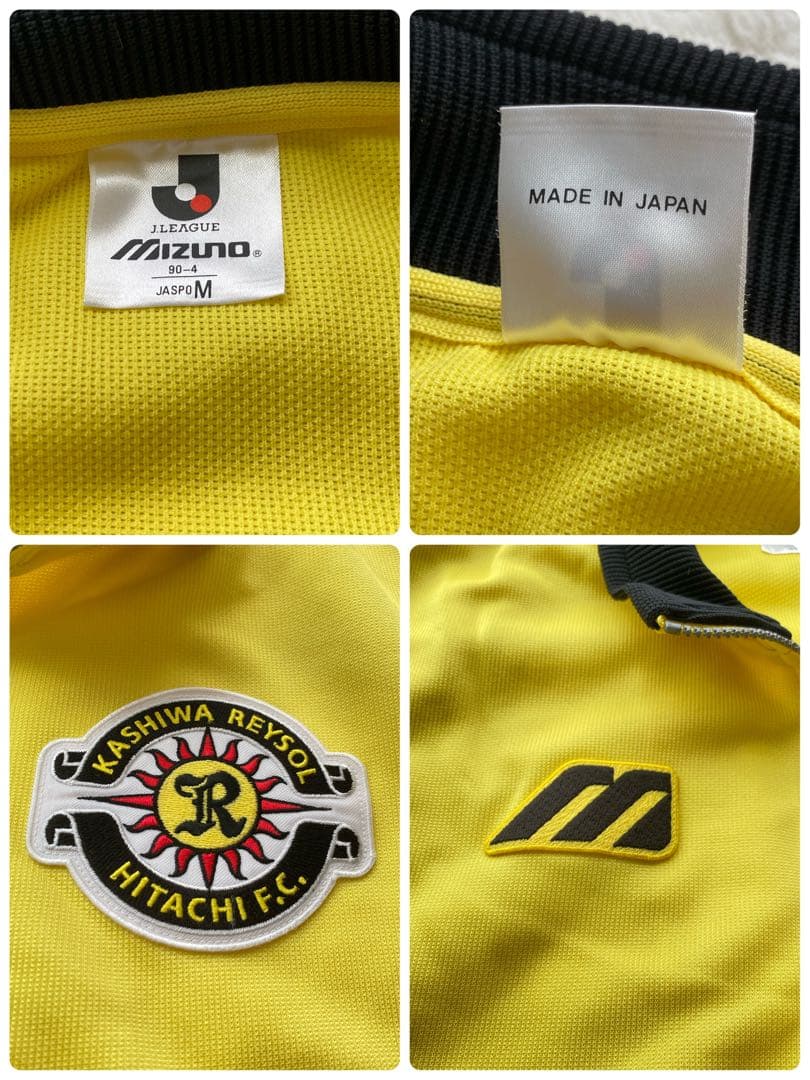 J.LEAGUE
MIZUNO®
90-4
JASPO M
MADE IN JAPAN
KASHIWA REYSOL
R
HITACHI F.C.